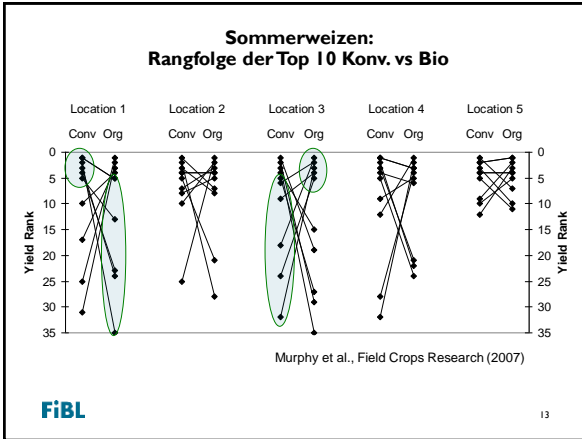 Sommerweizen:
Rangfolge der Top 10 Konv. vs Bio
Location 1 Location 2 Location 3 Location 4 Location 5
Conv Org Conv Org Conv Org Conv Org Conv Org
0 0
5 5
10 10
15 15
20 20
25 25
30 30
35 35
Yield Rank
Yield Rank
Murphy et al., Field Crops Research (2007)
FiBL
13